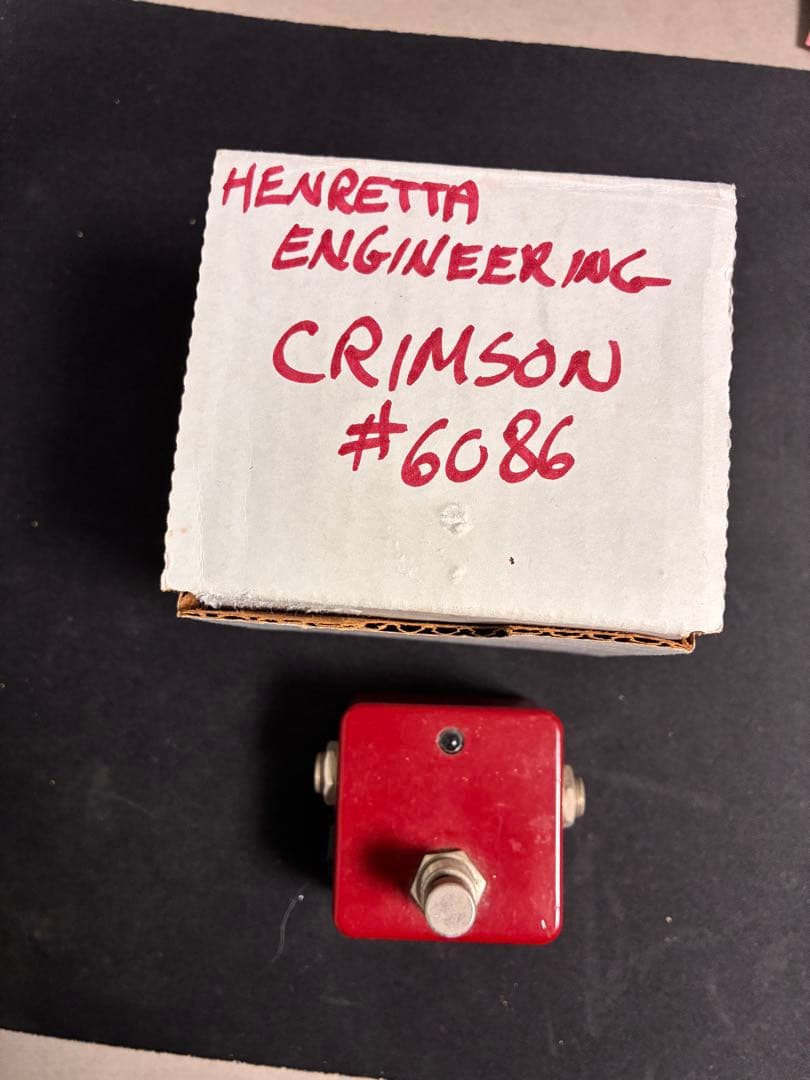 HENRETTA
ENGINEERING
CRIMSON
#6086